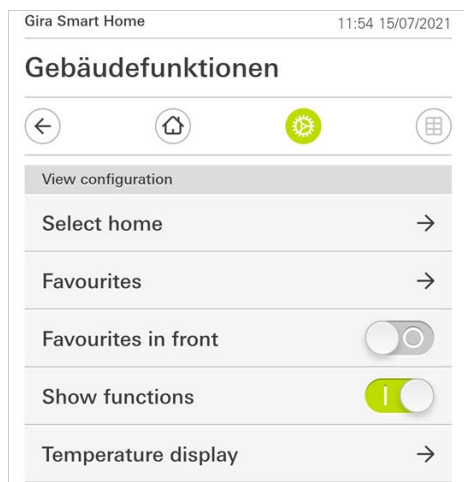 Gira Smart Home 11:54 15/07/2021
Gebäudefunktionen
View configuration
Select home
Favourites
Favourites in front
Show functions
Temperature display